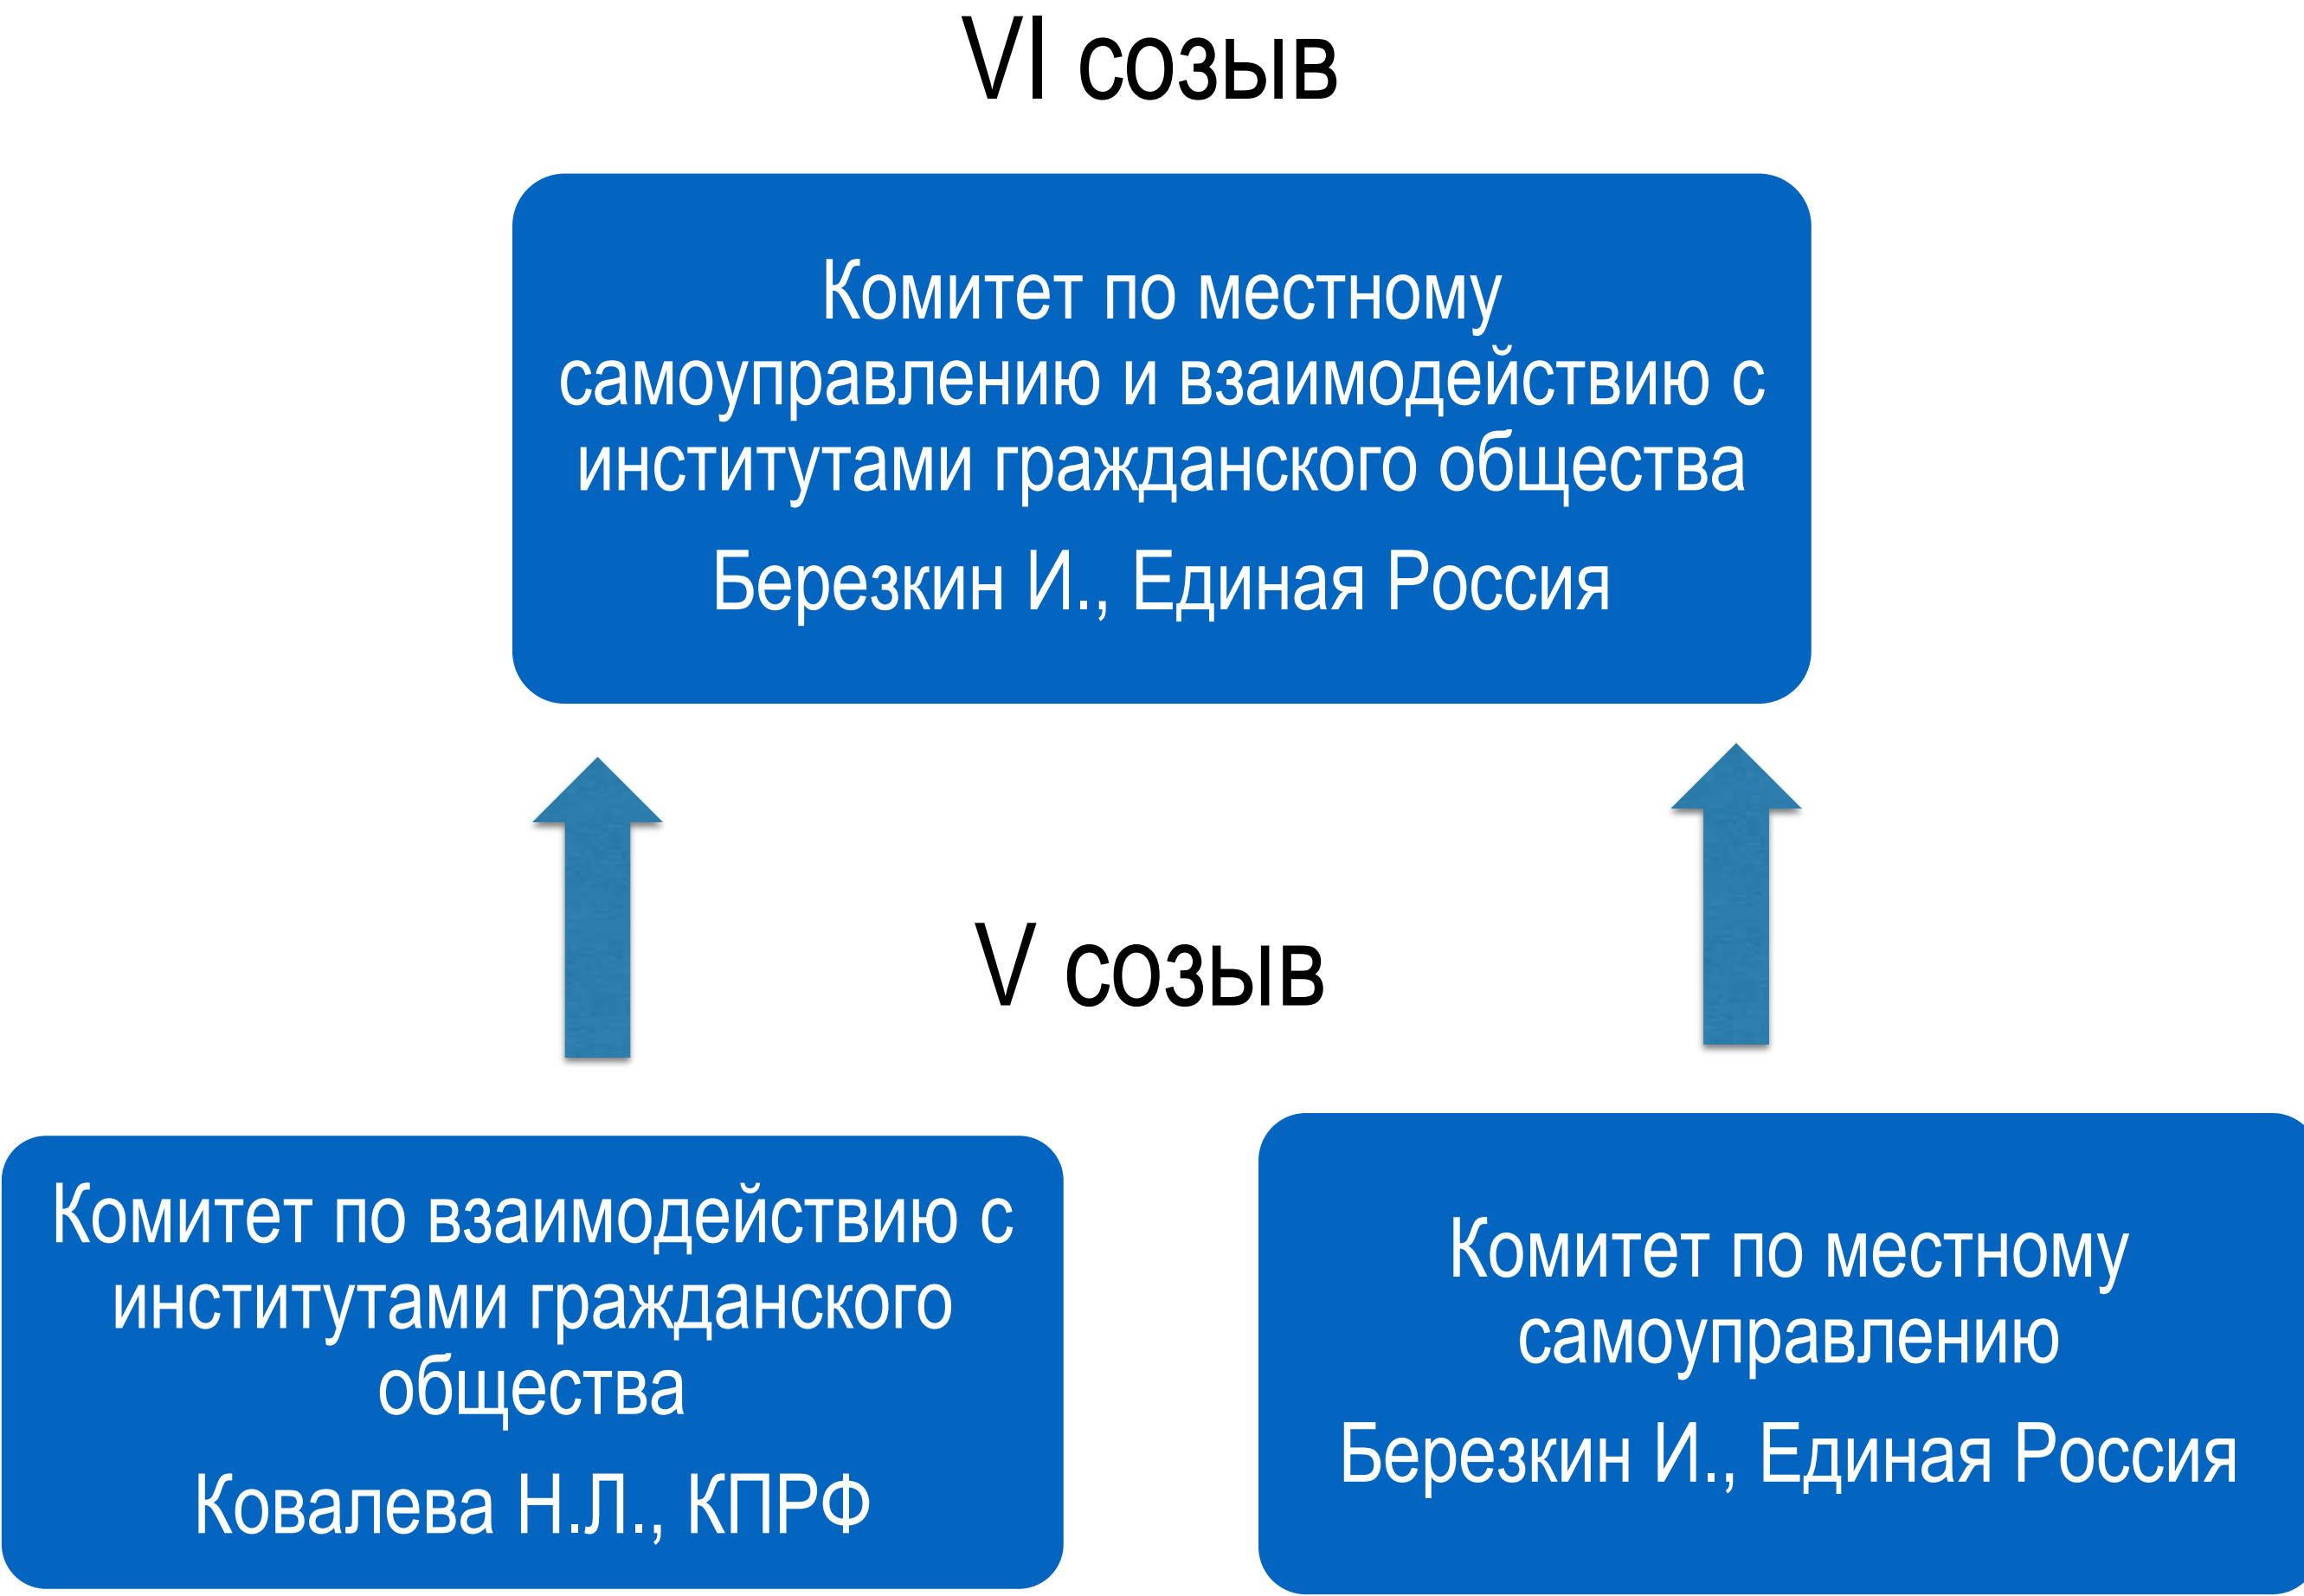 VI созыв
Комитет по местному
самоуправлению и взаимодействию с
институтами гражданского общества
Березкин И., Единая Россия
V созыв
Комитет по взаимодействию с
институтами гражданского
общества
Ковалева Н.Л., КПРФ
Комитет по местному
самоуправлению
Березкин И., Единая Россия